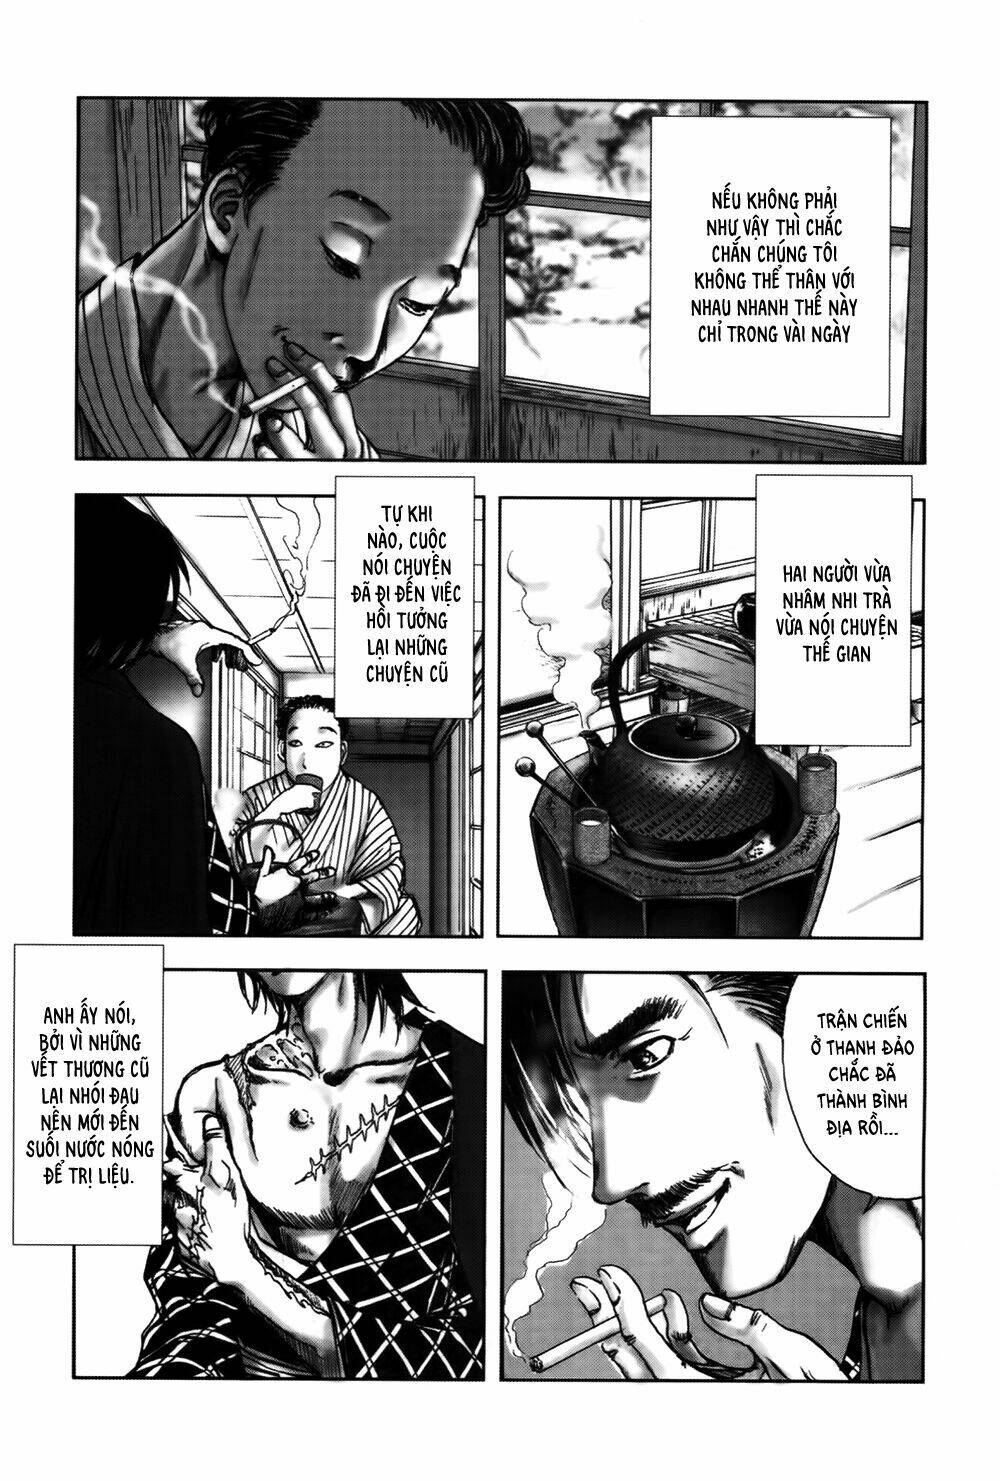 NẾU KHÔNG PHẢI
NHƯ VẬY THÌ CHẮC
CHẮN CHÚNG TÔI
KHÔNG THỂ THÂN VỚI
NHAU NHANH THẾ NÀY
CHỈ TRONG VÀI NGÀY
HAI NGƯỜI VỪA
NHÂM NHI TRÀ
VỪA NÓI CHUYỆN
THẾ GIAN
TỰ KHI
NÀO, CUỘC
NÓI CHUYỆN
ĐÃ ĐI ĐẾN VIỆC
HỒI TƯỞNG
LẠI NHỮNG
CHUYỆN CŨ
TRẬN CHIẾN
Ở THANH ĐẢO
CHẮC ĐÃ
THÀNH BÌNH
ĐỊA RỒI...
ANH ẤY NÓI,
BỞI VÌ NHỮNG
VẾT THƯƠNG CŨ
LẠI NHÓI ĐAU
NÊN MỚI ĐẾN
SUỐI NƯỚC NÓNG
ĐỂ TRỊ LIỆU.